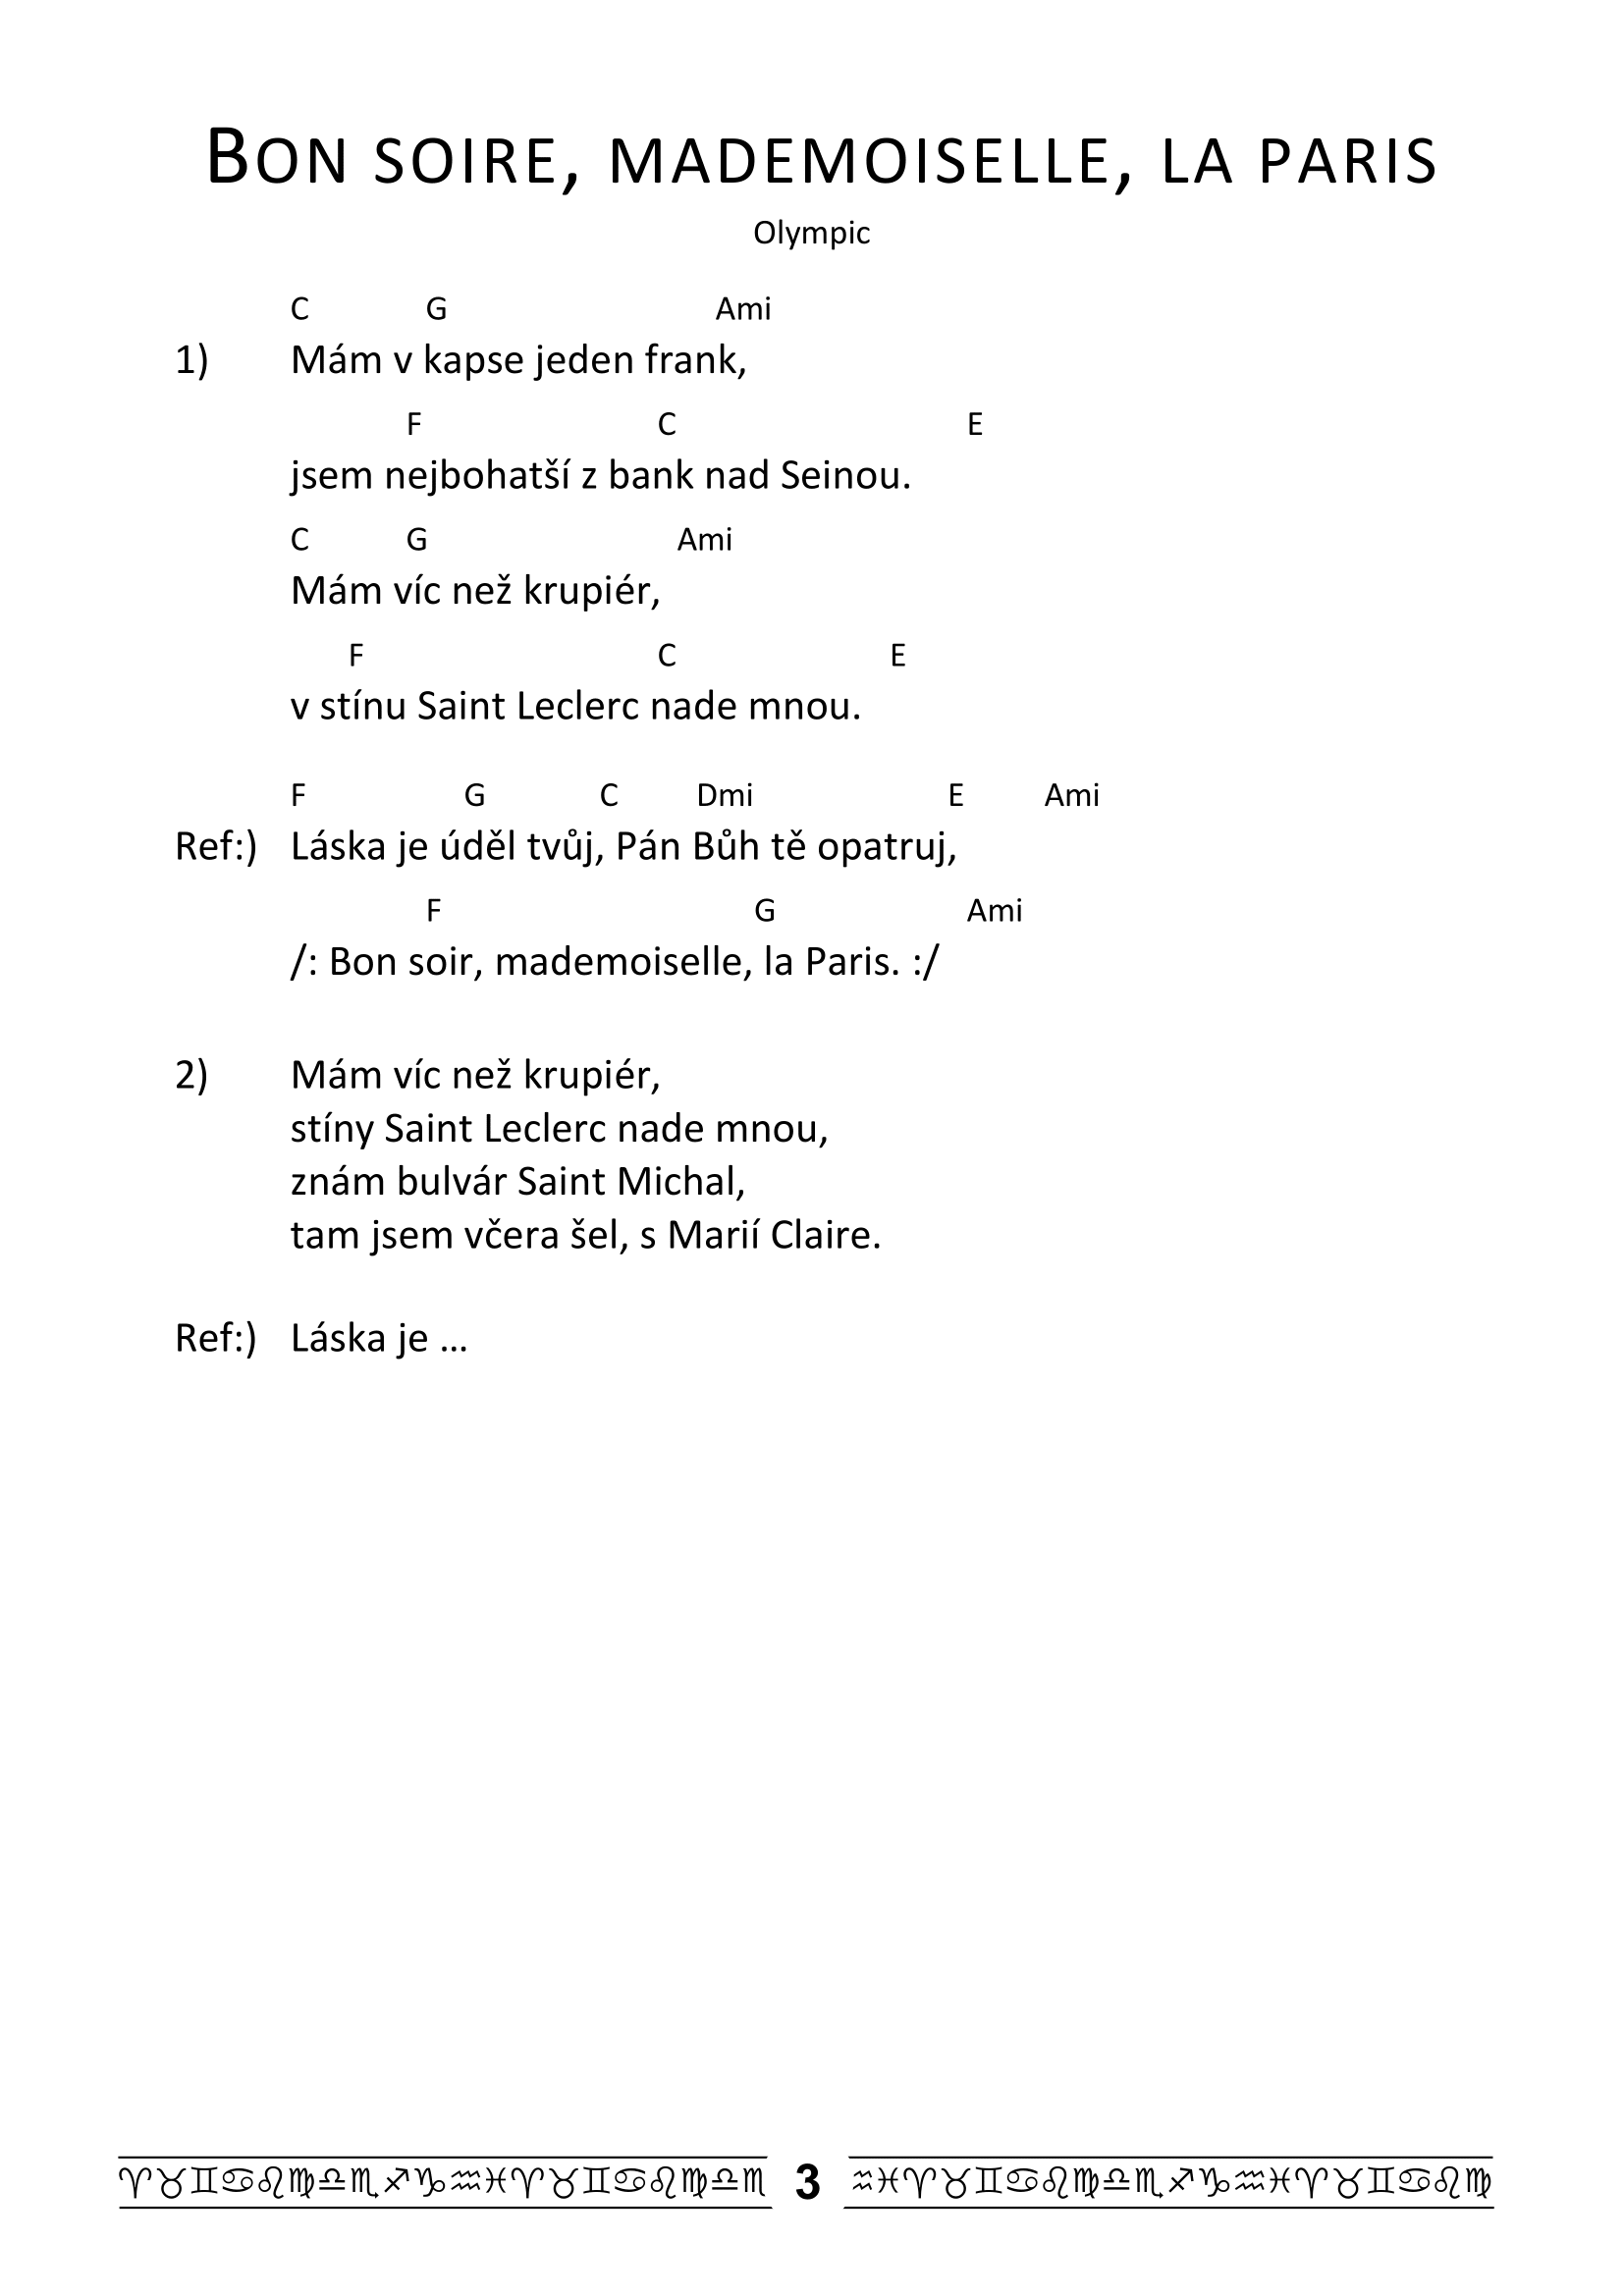 BON SOIRE, MADEMOISELLE, LA PARIS
Olympic
C G Ami
1) Mám v kapse jeden frank,
F C E
jsem nejbohatší z bank nad Seinou.
C G Ami
Mám víc než krupiér,
F C E
v stínu Saint Leclerc nade mnou.
F G C Dmi E Ami
Ref:) Láska je úděl tvůj, Pán Bůh tě opatruj,
F G Ami
/: Bon soir, mademoiselle, la Paris. :/
2) Mám víc než krupiér,
stíny Saint Leclerc nade mnou,
znám bulvár Saint Michal,
tam jsem včera šel, s Marií Claire.
Ref:) Láska je ...
♈♉♊♋♌♍♎♏♐♑♒♓♈♉♊♋♌♍♎♏ 3 ♒♓♈♉♊♋♌♍♎♏♐♑♒♓♈♉♊♋♌♍